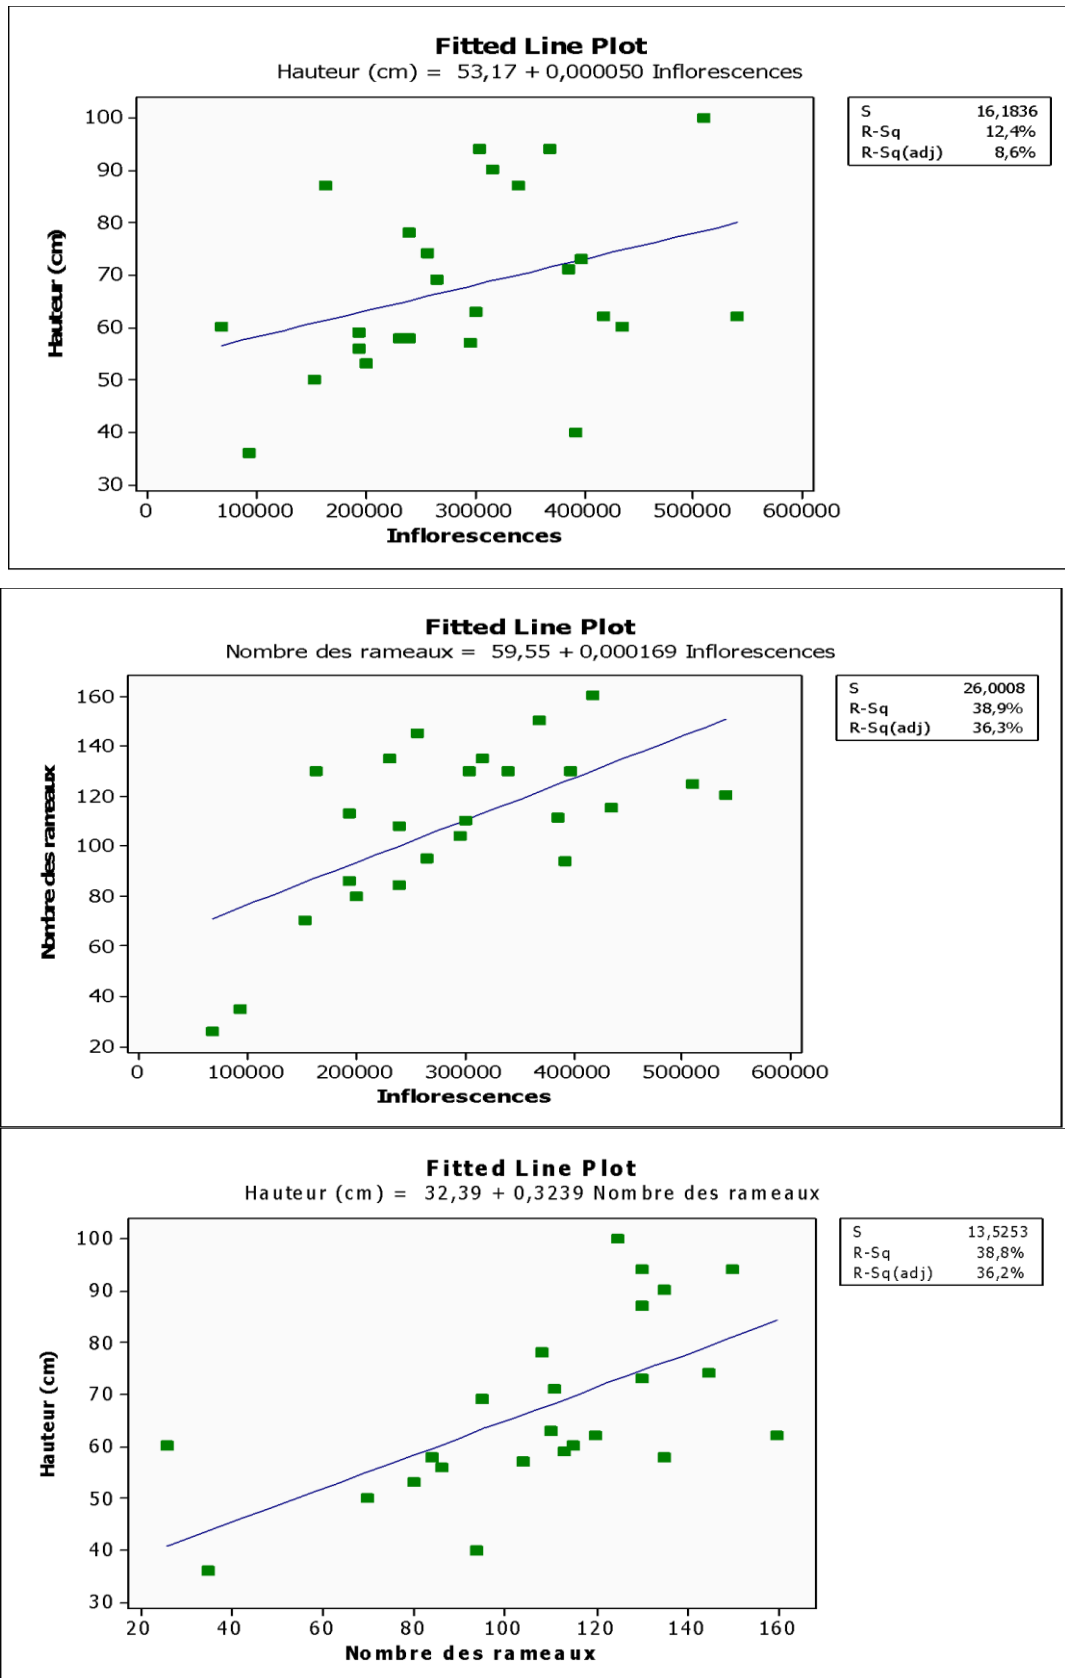 Fitted Line Plot
Hauteur (cm) = 53,17 + 0,000050 Inflorescences
S 16,1836
R-Sq 12,4%
R-Sq(adj) 8,6%
Hauteur (cm)
100
90
80
70
60
50
40
30
0 100000 200000 300000 400000 500000 600000
Inflorescences
Fitted Line Plot
Nombre des rameaux = 59,55 + 0,000169 Inflorescences
S 26,0008
R-Sq 38,9%
R-Sq(adj) 36,3%
Nombre des rameaux
160
140
120
100
80
60
40
20
0 100000 200000 300000 400000 500000 600000
Inflorescences
Fitted Line Plot
Hauteur (cm) = 32,39 + 0,3239 Nombre des rameaux
S 13,5253
R-Sq 38,8%
R-Sq(adj) 36,2%
Hauteur (cm)
100
90
80
70
60
50
40
30
20 40 60 80 100 120 140 160
Nombre des rameaux